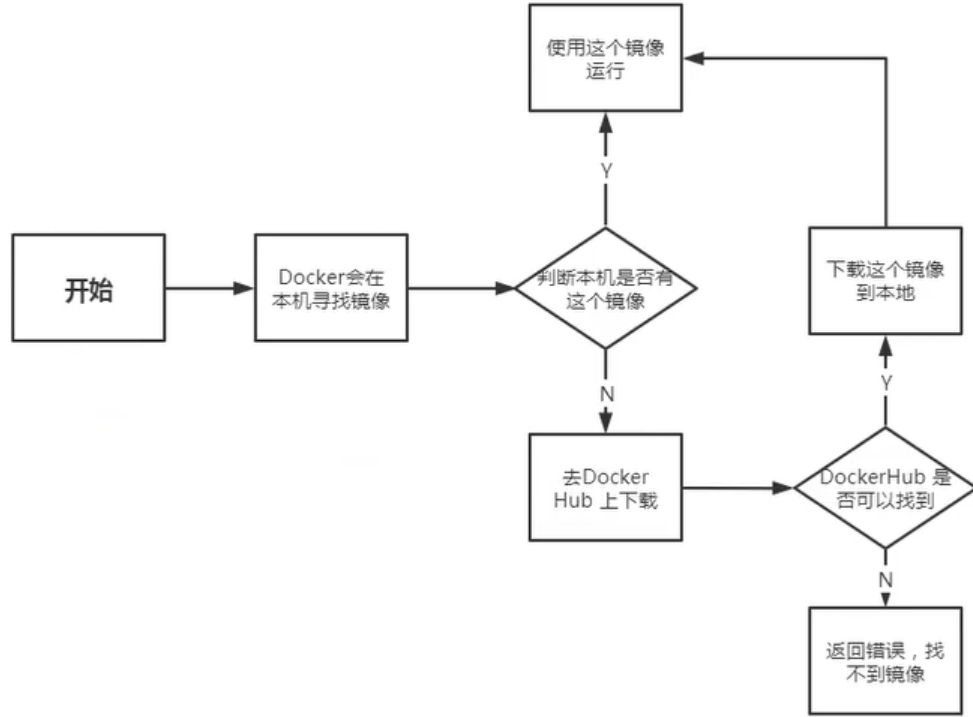 使用这个镜像
运行
Y
开始
Docker会在
本机寻找镜像
判断本机是否有
这个镜像
下载这个镜像
到本地
N
Y
去Docker
Hub 上下载
DockerHub 是
否可以找到
N
返回错误，找
不到镜像